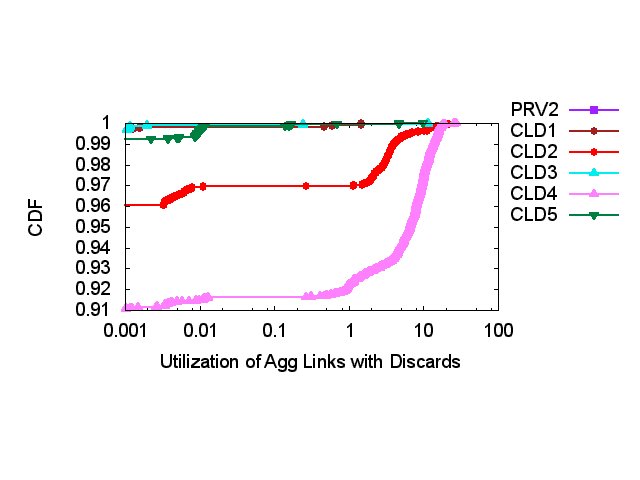 PRV2
CLD1
CLD2
CLD3
CLD4
CLD5
1
0.99
0.98
0.97
0.96
0.95
0.94
0.93
0.92
0.91
CDF
0.001 0.01 0.1 1 10 100
Utilization of Agg Links with Discards